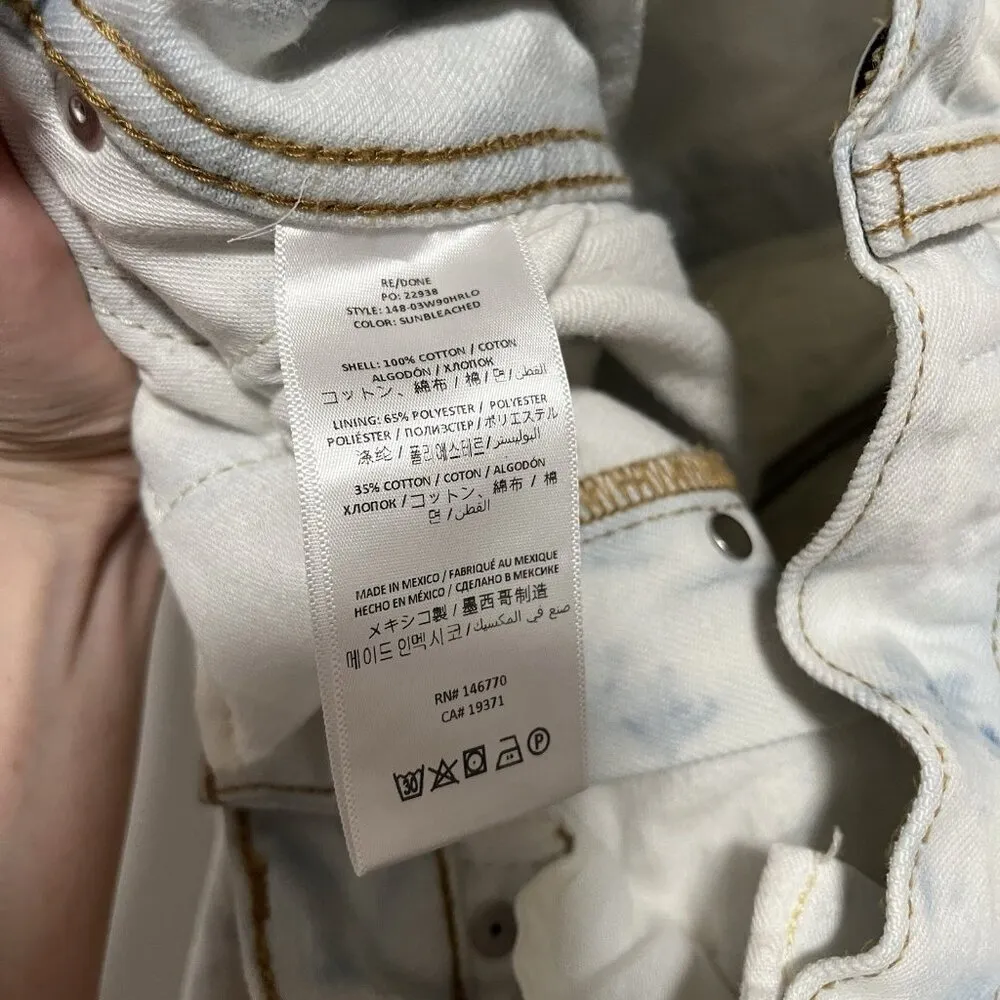 RE/DONE
PO: 22938
STYLE: 148-03W90HRLO
COLOR: SUNBLEACHED
SHELL: 100% COTTON / COTON
ALGODÓN / ХЛОПОК
コットン、綿布 / 棉 / 면 / القطن
LINING: 65% POLYESTER / POLYESTER
POLIÉSTER / ПОЛИЭСТЕР / ポリエステル
涤纶 / 폴리에스테르 / البوليستر
35% COTTON / COTON / ALGODÓN
ХЛОПОК / コットン、綿布 / 棉
면 / القطن
MADE IN MEXICO / FABRIQUÉ AU MEXIQUE
HECHO EN MÉXICO / СДЕЛАНО В МЕКСИКЕ
メキシコ製 / 墨西哥制造
메이드 인멕시코 / صنع في المكسيك
RN# 146770
CA# 19371
30 P